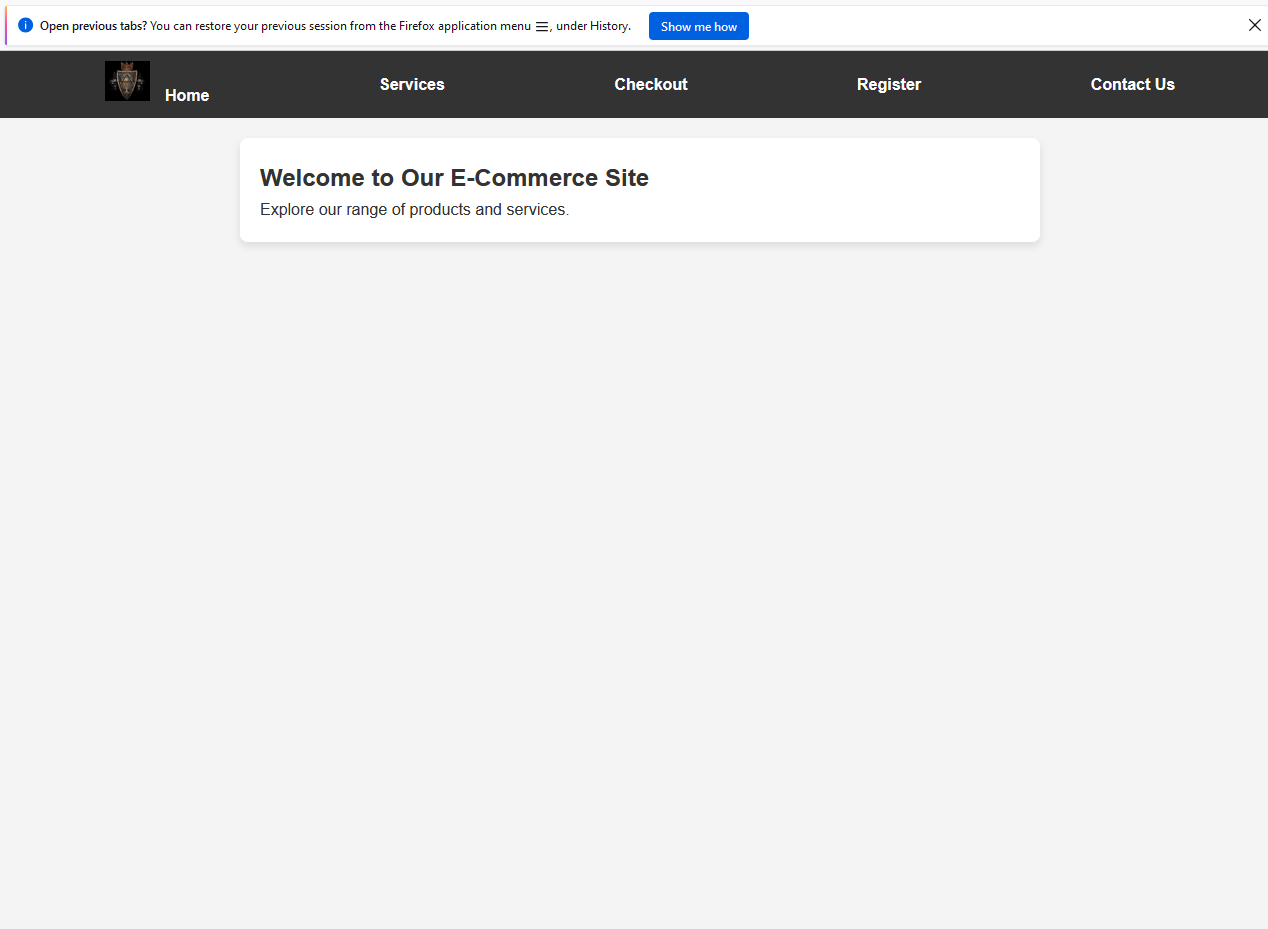 Open previous tabs? You can restore your previous session from the Firefox application menu ☰, under History. Show me how
Home Services Checkout Register Contact Us
Welcome to Our E-Commerce Site
Explore our range of products and services.